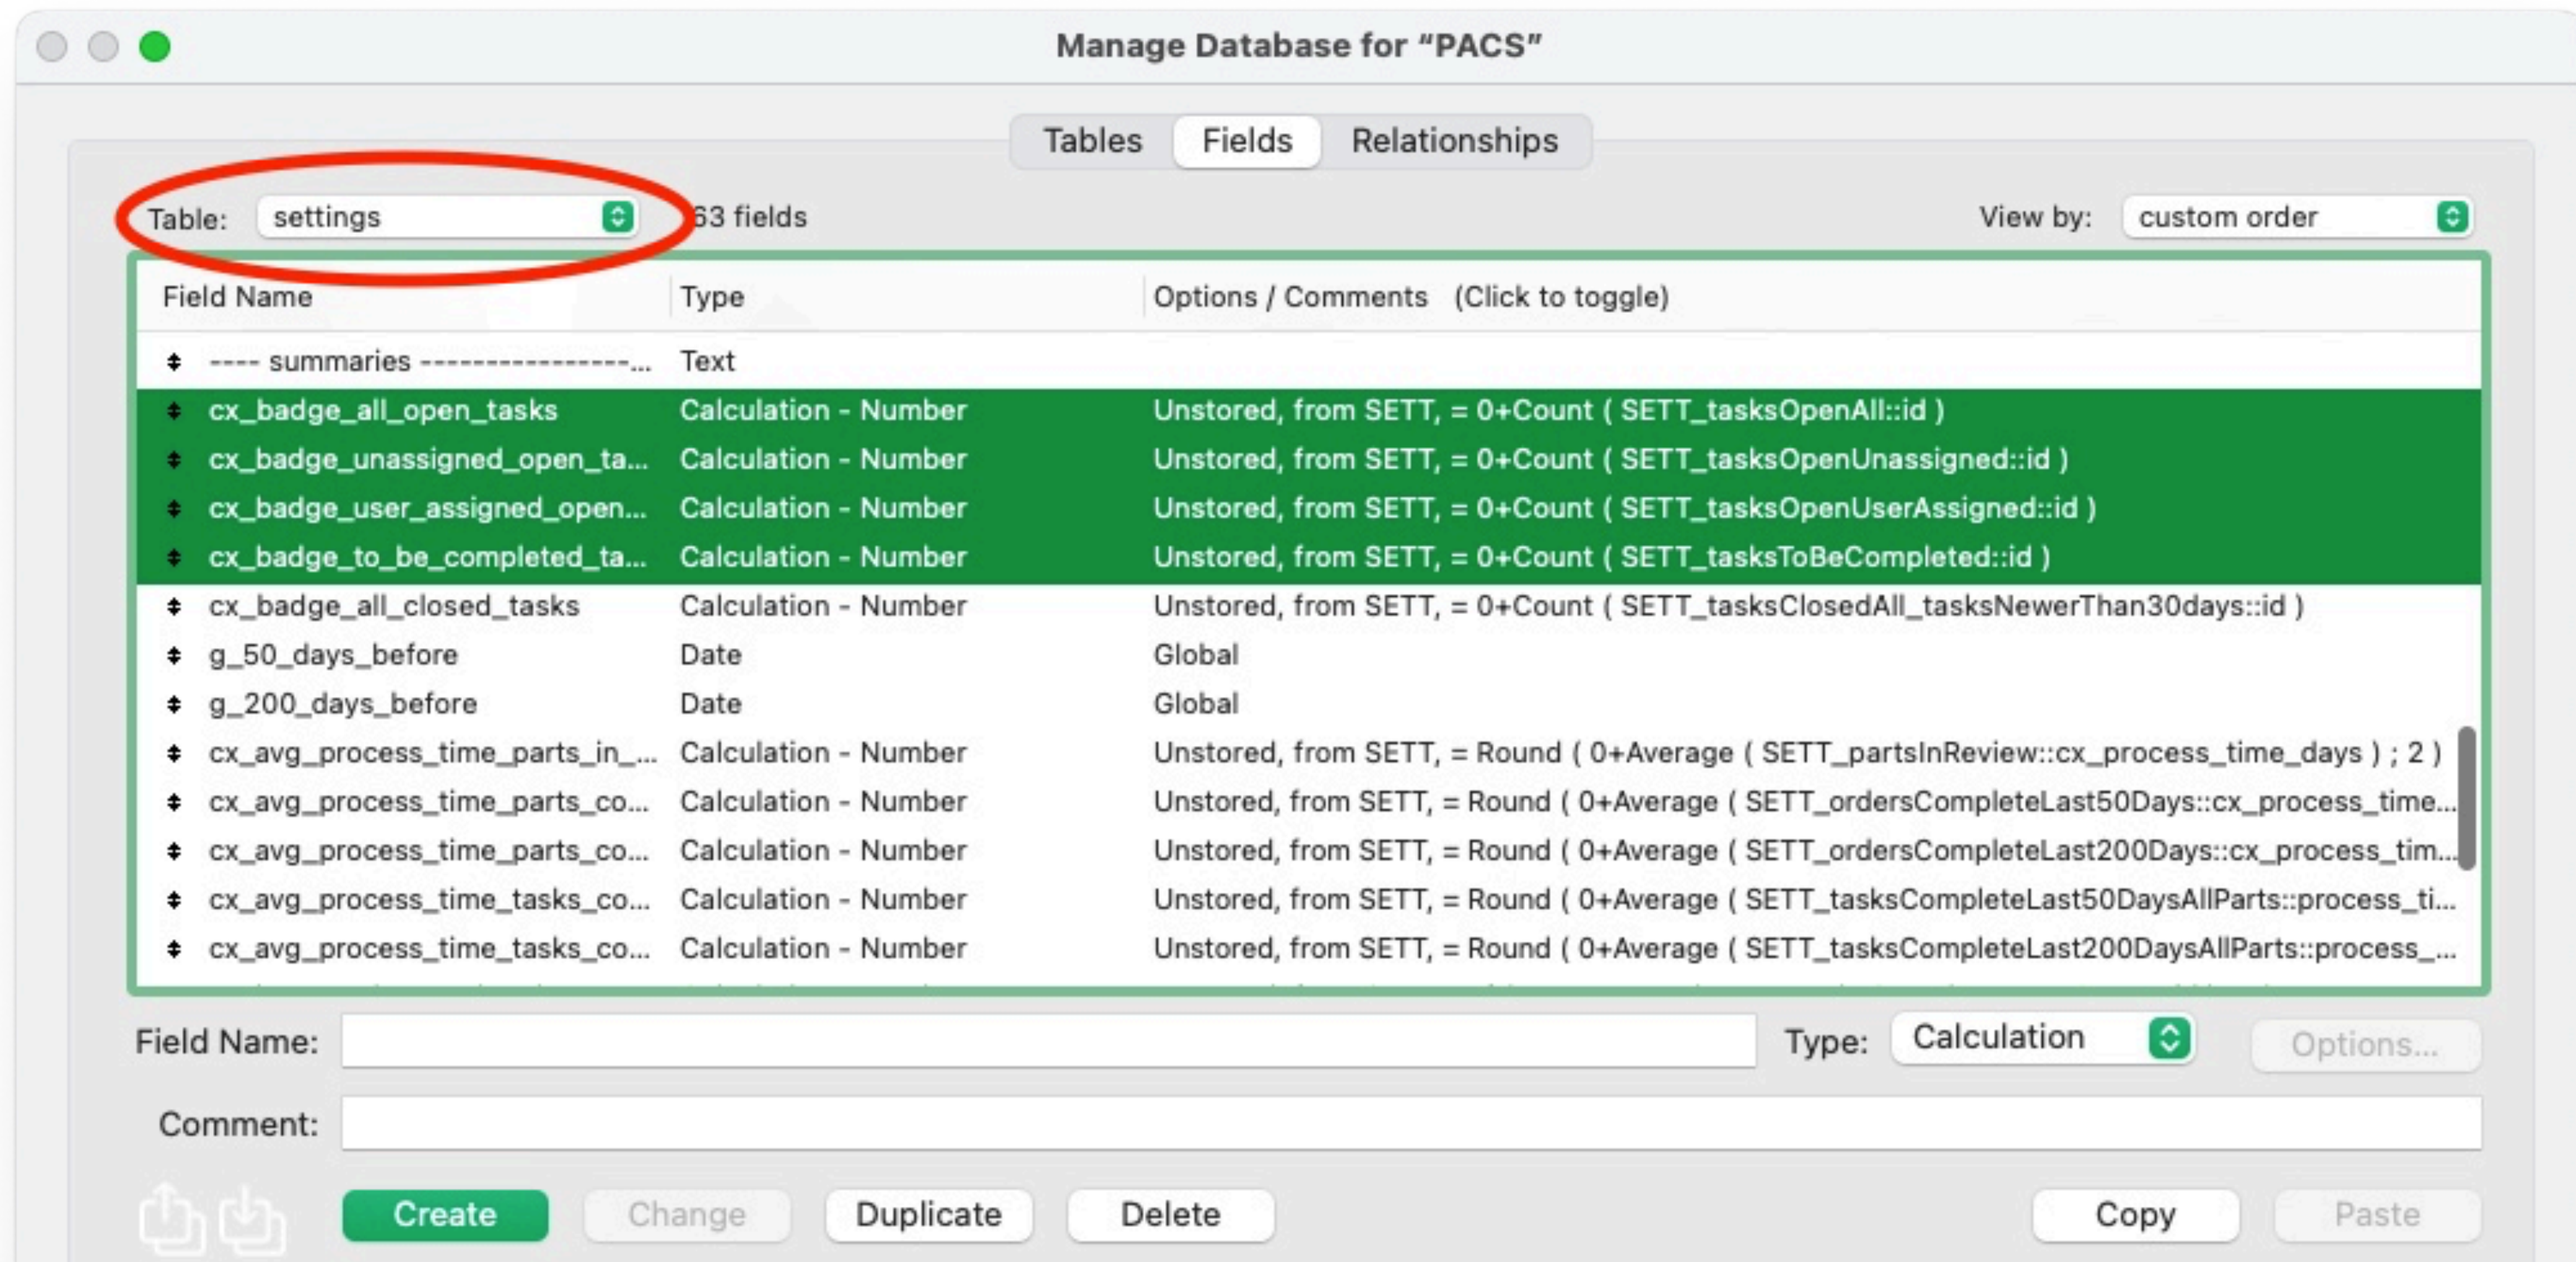 Manage Database for “PACS”
Tables Fields Relationships
Table: settings 63 fields View by: custom order
Field Name Type Options / Comments (Click to toggle)
---- summaries ----------------... Text
cx_badge_all_open_tasks Calculation - Number Unstored, from SETT, = 0+Count ( SETT_tasksOpenAll::id )
cx_badge_unassigned_open_ta... Calculation - Number Unstored, from SETT, = 0+Count ( SETT_tasksOpenUnassigned::id )
cx_badge_user_assigned_open... Calculation - Number Unstored, from SETT, = 0+Count ( SETT_tasksOpenUserAssigned::id )
cx_badge_to_be_completed_ta... Calculation - Number Unstored, from SETT, = 0+Count ( SETT_tasksToBeCompleted::id )
cx_badge_all_closed_tasks Calculation - Number Unstored, from SETT, = 0+Count ( SETT_tasksClosedAll_tasksNewerThan30days::id )
g_50_days_before Date Global
g_200_days_before Date Global
cx_avg_process_time_parts_in_... Calculation - Number Unstored, from SETT, = Round ( 0+Average ( SETT_partsInReview::cx_process_time_days ) ; 2 )
cx_avg_process_time_parts_co... Calculation - Number Unstored, from SETT, = Round ( 0+Average ( SETT_ordersCompleteLast50Days::cx_process_time...
cx_avg_process_time_parts_co... Calculation - Number Unstored, from SETT, = Round ( 0+Average ( SETT_ordersCompleteLast200Days::cx_process_tim...
cx_avg_process_time_tasks_co... Calculation - Number Unstored, from SETT, = Round ( 0+Average ( SETT_tasksCompleteLast50DaysAllParts::process_ti...
cx_avg_process_time_tasks_co... Calculation - Number Unstored, from SETT, = Round ( 0+Average ( SETT_tasksCompleteLast200DaysAllParts::process_...
Field Name: Type: Calculation Options...
Comment:
Create Change Duplicate Delete Copy Paste